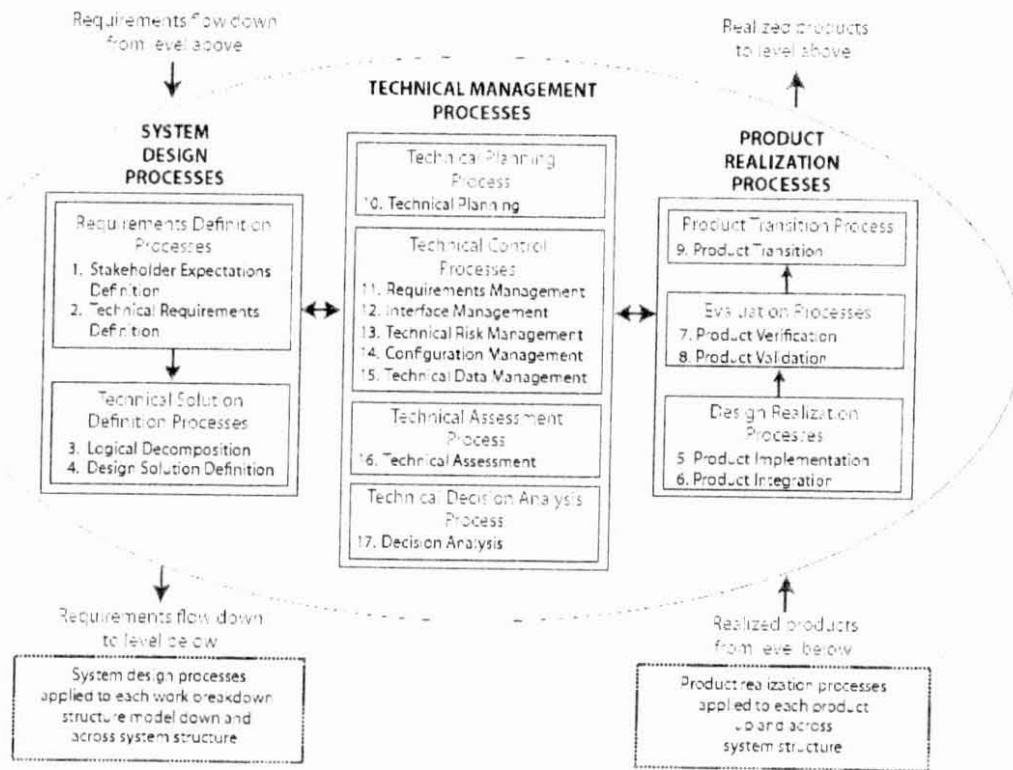 Requirements flow down
from level above
SYSTEM
DESIGN
PROCESSES
Requirements Definition
Processes
1. Stakeholder Expectations
Definition
2. Technical Requirements
Definition
Technical Solution
Definition Processes
3. Logical Decomposition
4. Design Solution Definition
Requirements flow down
to level below
System design processes
applied to each work breakdown
structure model down and
across system structure
TECHNICAL MANAGEMENT
PROCESSES
Technical Planning
Process
10. Technical Planning
Technical Control
Processes
11. Requirements Management
12. Interface Management
13. Technical Risk Management
14. Configuration Management
15. Technical Data Management
Technical Assessment
Process
16. Technical Assessment
Technical Decision Analysis
Process
17. Decision Analysis
Realized products
to level above
PRODUCT
REALIZATION
PROCESSES
Product Transition Process
9. Product Transition
Evaluation Processes
7. Product Verification
8. Product Validation
Design Realization
Processes
5 Product Implementation
6. Product Integration
Realized products
from level below
Product realization processes
applied to each product
up and across
system structure